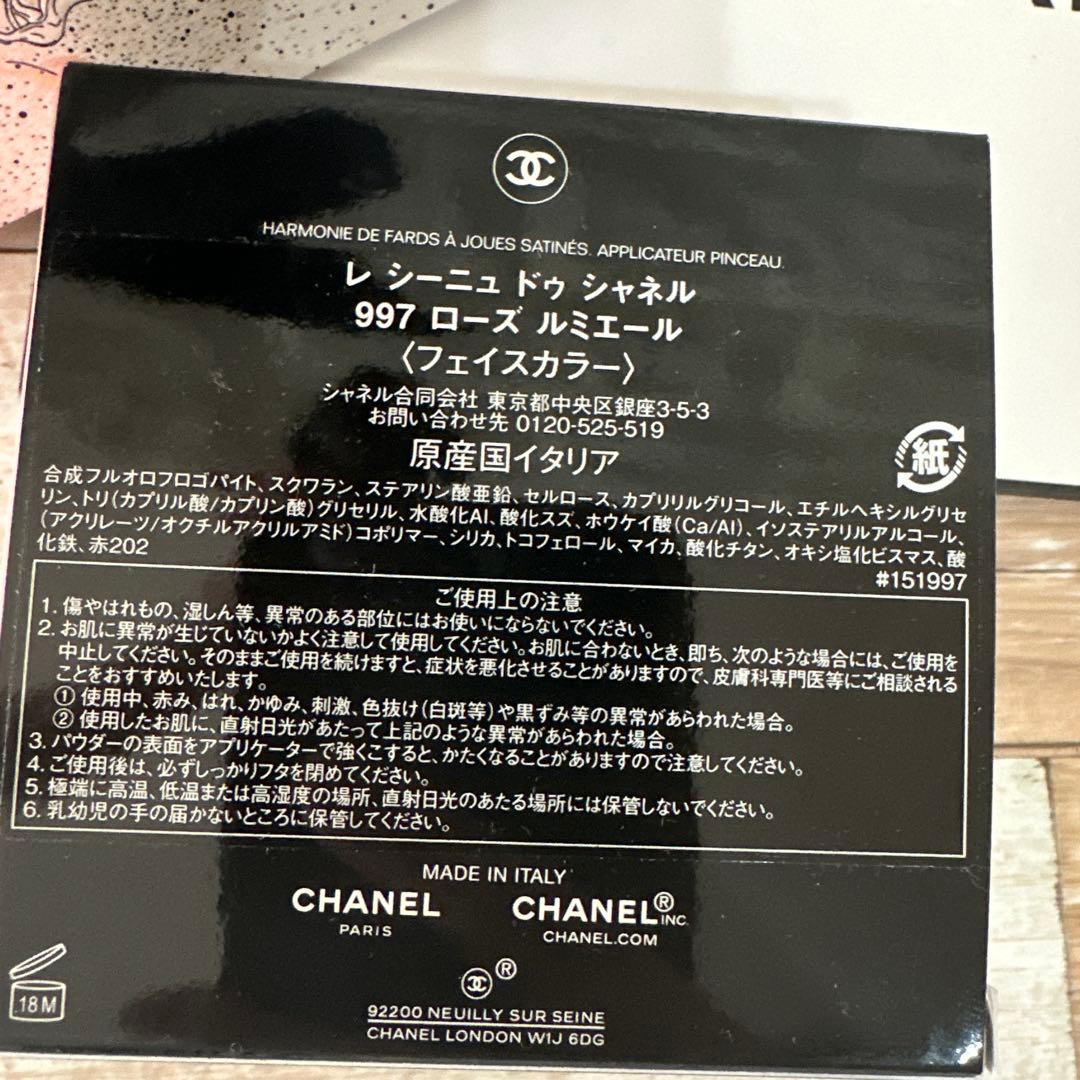 HARMONIE DE FARDS À JOUES SATINÉS. APPLICATEUR PINCEAU.
レ シーニュ ドゥ シャネル
997 ローズ ルミエール
〈フェイスカラー〉
シャネル合同会社 東京都中央区銀座3-5-3
お問い合わせ先 0120-525-519
原産国イタリア
紙
合成フルオロフロゴパイト、スクワラン、ステアリン酸亜鉛、セルロース、カプリリルグリコール、エチルヘキシルグリセ
リン、トリ(カプリル酸/カプリン酸)グリセリル、水酸化Al、酸化スズ、ホウケイ酸(Ca/Al)、イソステアリルアルコール、
(アクリレーツ/オクチルアクリルアミド)コポリマー、シリカ、トコフェロール、マイカ、酸化チタン、オキシ塩化ビスマス、酸
化鉄、赤202
#151997
ご使用上の注意
1. 傷やはれもの、湿しん等、異常のある部位にはお使いにならないでください。
2. お肌に異常が生じていないかよく注意して使用してください。お肌に合わないとき、即ち、次のような場合には、ご使用を
中止してください。そのままご使用を続けますと、症状を悪化させることがありますので、皮膚科専門医等にご相談される
ことをおすすめいたします。
① 使用中、赤み、はれ、かゆみ、刺激、色抜け(白斑等)や黒ずみ等の異常があらわれた場合。
② 使用したお肌に、直射日光があたって上記のような異常があらわれた場合。
3. パウダーの表面をアプリケーターで強くこすると、かたくなることがありますので注意してください。
4. ご使用後は、必ずしっかりフタを閉めてください。
5. 極端に高温、低温または高湿度の場所、直射日光のあたる場所には保管しないでください。
6. 乳幼児の手の届かないところに保管してください。
MADE IN ITALY
CHANEL CHANEL® INC.
PARIS CHANEL.COM
®
18 M
92200 NEUILLY SUR SEINE
CHANEL LONDON W1J 6DG